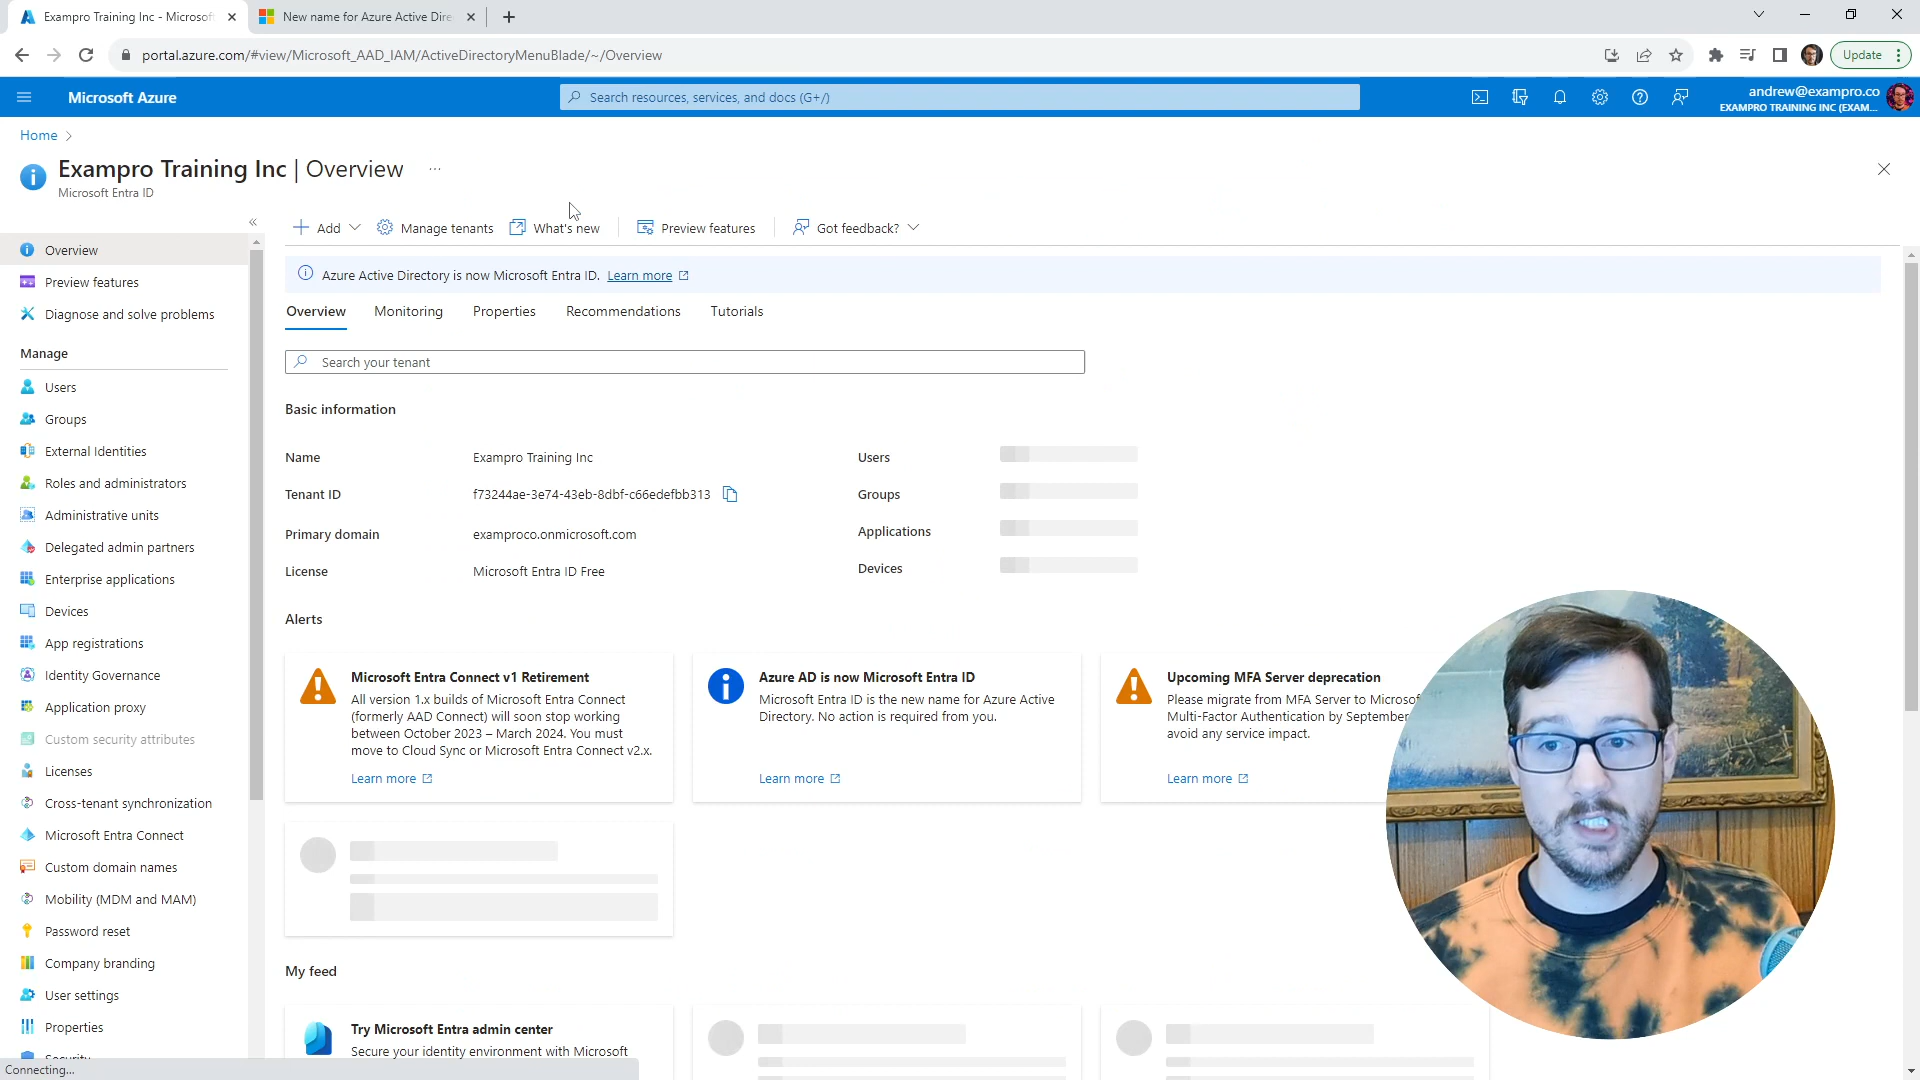 Exampro Training Inc - Microsof
New name for Azure Active Dire
portal.azure.com/#view/Microsoft_AAD_IAM/ActiveDirectoryMenuBlade/~/Overview
Update
Microsoft Azure
Search resources, services, and docs (G+/)
andrew@exampro.co
EXAMPRO TRAINING INC (EXAM...
Home
Exampro Training Inc | Overview
...
Microsoft Entra ID
Overview
Preview features
Diagnose and solve problems
Manage
Users
Groups
External Identities
Roles and administrators
Administrative units
Delegated admin partners
Enterprise applications
Devices
App registrations
Identity Governance
Application proxy
Custom security attributes
Licenses
Cross-tenant synchronization
Microsoft Entra Connect
Custom domain names
Mobility (MDM and MAM)
Password reset
Company branding
User settings
Properties
Security
Connecting...
Add
Manage tenants
What's new
Preview features
Got feedback?
Azure Active Directory is now Microsoft Entra ID. Learn more
Overview
Monitoring
Properties
Recommendations
Tutorials
Search your tenant
Basic information
Name
Exampro Training Inc
Users
Tenant ID
f73244ae-3e74-43eb-8dbf-c66edefbb313
Groups
Primary domain
examproco.onmicrosoft.com
Applications
License
Microsoft Entra ID Free
Devices
Alerts
Microsoft Entra Connect v1 Retirement
All version 1.x builds of Microsoft Entra Connect
(formerly AAD Connect) will soon stop working
between October 2023 – March 2024. You must
move to Cloud Sync or Microsoft Entra Connect v2.x.
Learn more
Azure AD is now Microsoft Entra ID
Microsoft Entra ID is the new name for Azure Active
Directory. No action is required from you.
Learn more
Upcoming MFA Server deprecation
Please migrate from MFA Server to Microsof
Multi-Factor Authentication by September
avoid any service impact.
Learn more
My feed
Try Microsoft Entra admin center
Secure your identity environment with Microsoft